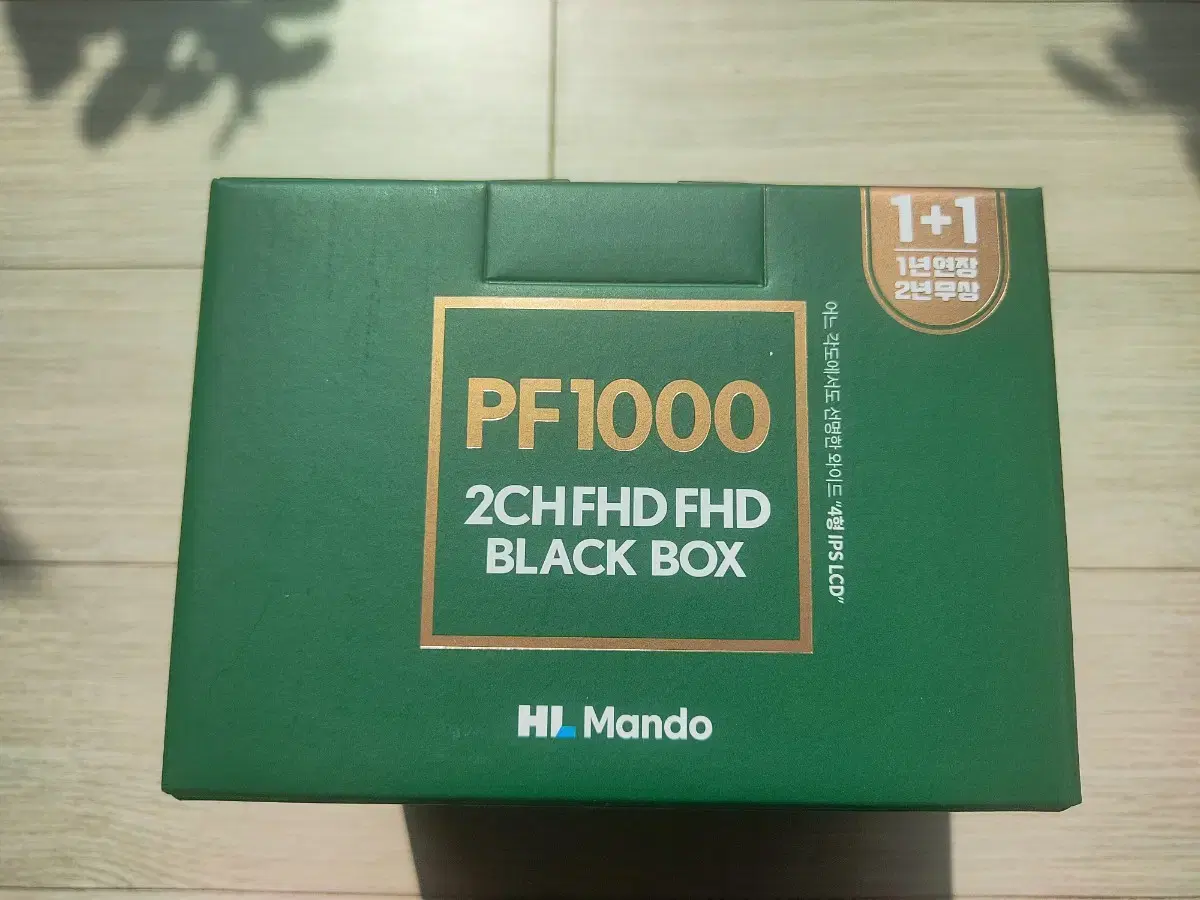 1+1
1년연장
2년무상
어느 각도에서도 선명한 와이드 "4형 IPS LCD"
PF1000
2CH FHD FHD
BLACK BOX
HL Mando